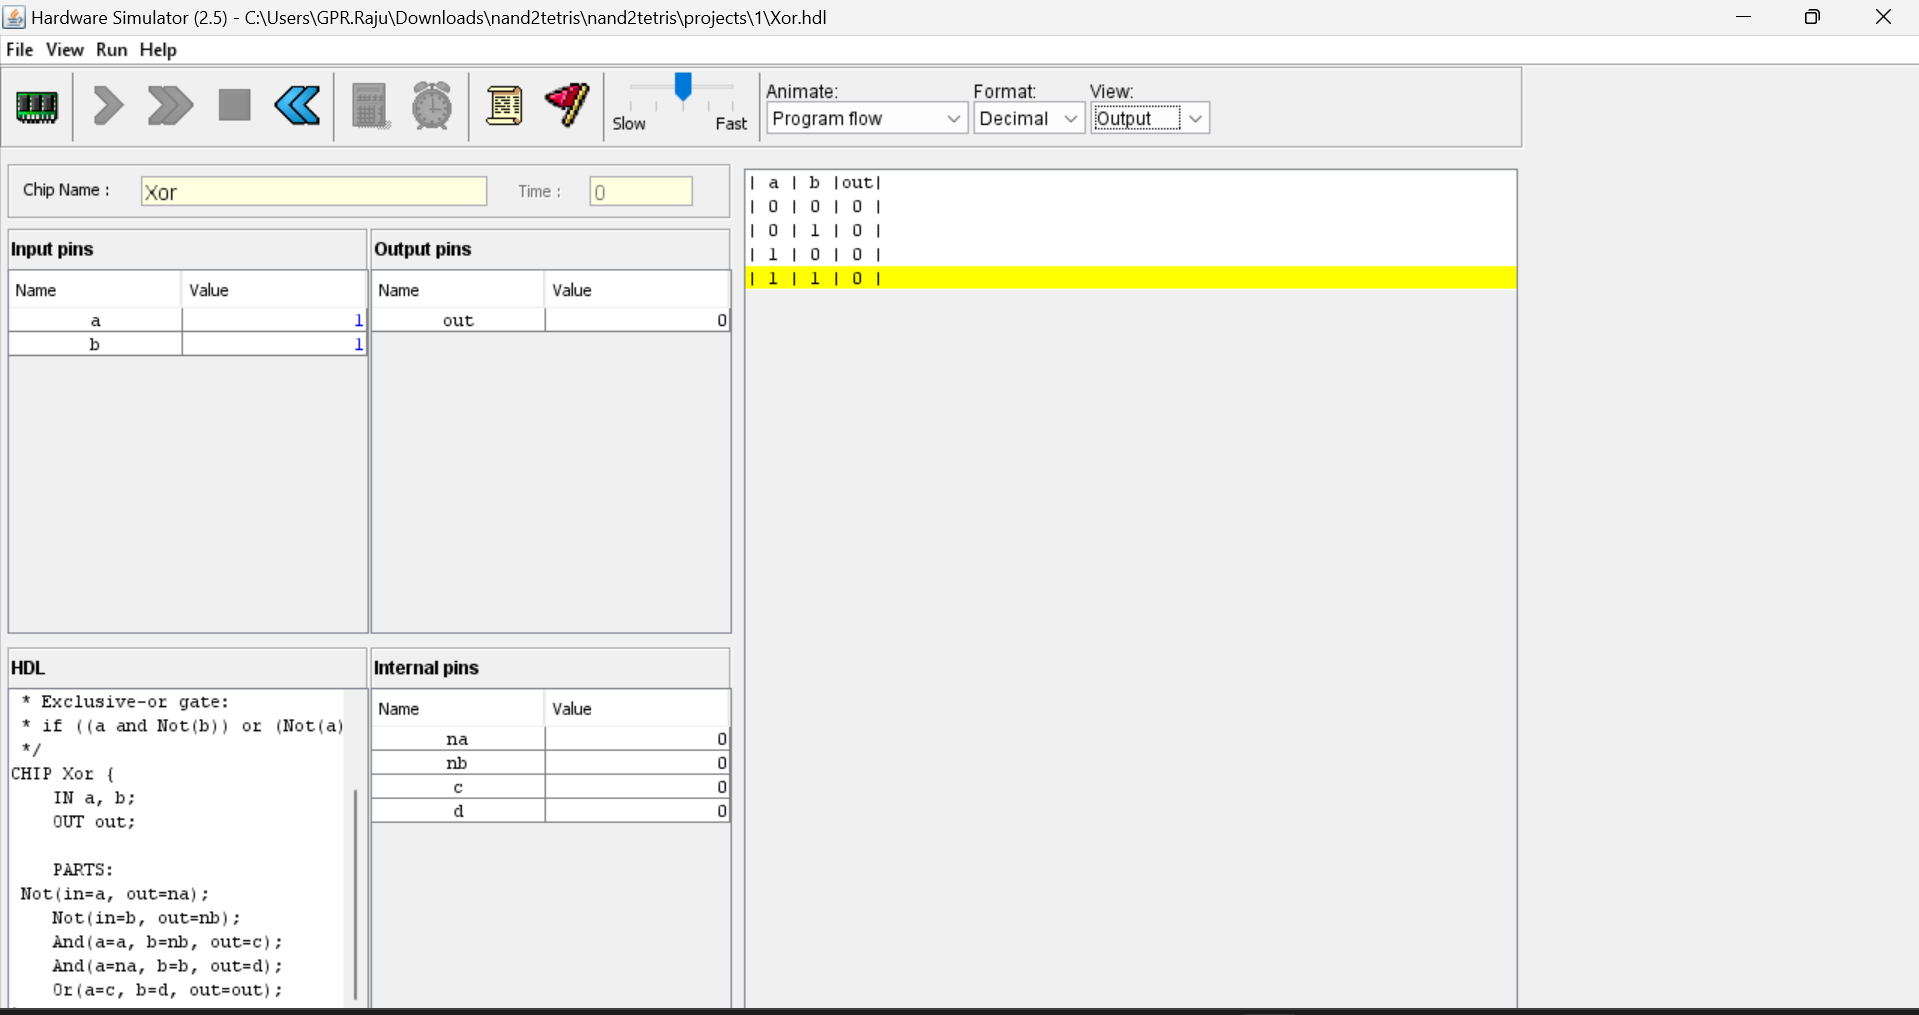 Hardware Simulator (2.5) - C:\Users\GPR.Raju\Downloads\nand2tetris\nand2tetris\projects\1\Xor.hdl
File View Run Help
Slow Fast
Animate:
Program flow
Format:
Decimal
View:
Output
Chip Name :
Xor
Time :
0
Input pins
Name Value
a 1
b 1
Output pins
Name Value
out 0
| a | b |out|
| 0 | 0 | 0 |
| 0 | 1 | 0 |
| 1 | 0 | 0 |
| 1 | 1 | 0 |
HDL
* Exclusive-or gate:
* if ((a and Not(b)) or (Not(a)
*/
CHIP Xor {
IN a, b;
OUT out;
PARTS:
Not(in=a, out=na);
Not(in=b, out=nb);
And(a=a, b=nb, out=c);
And(a=na, b=b, out=d);
Or(a=c, b=d, out=out);
Internal pins
Name Value
na 0
nb 0
c 0
d 0